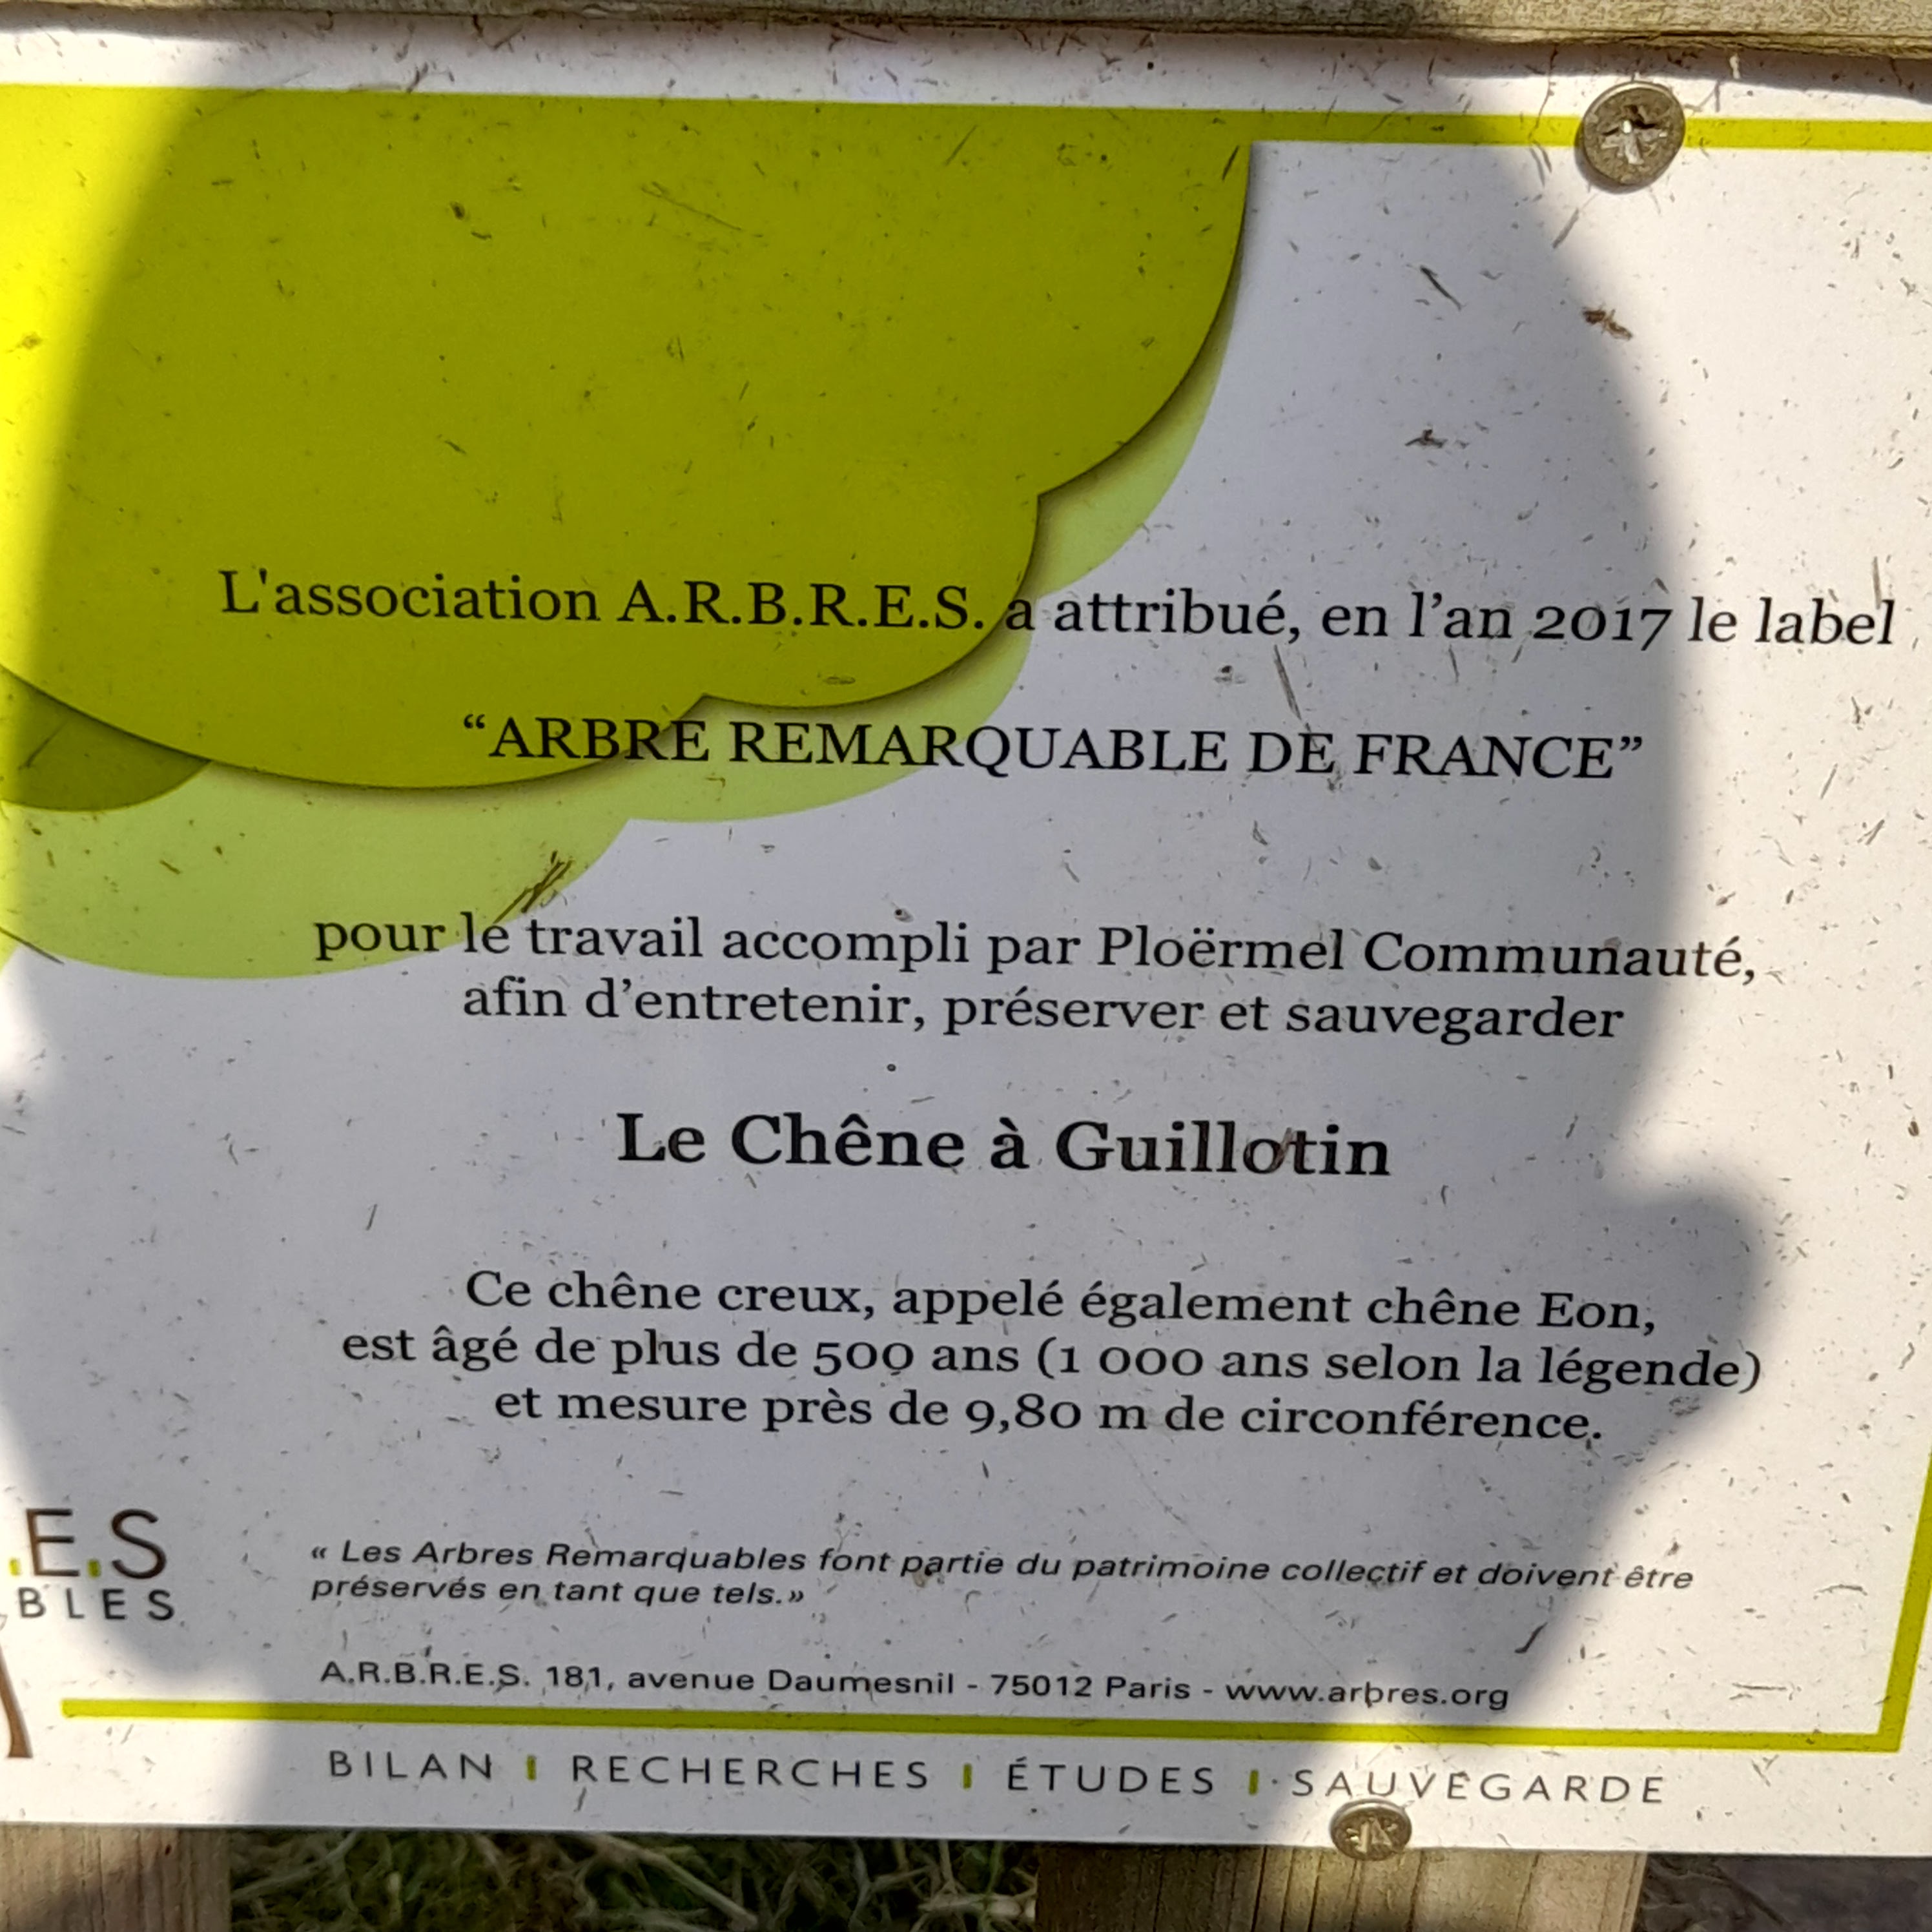 L'association A.R.B.R.E.S. a attribué, en l’an 2017 le label
“ARBRE REMARQUABLE DE FRANCE”
pour le travail accompli par Ploërmel Communauté,
afin d’entretenir, préserver et sauvegarder
Le Chêne à Guillotin
Ce chêne creux, appelé également chêne Eon,
est âgé de plus de 500 ans (1 000 ans selon la légende)
et mesure près de 9,80 m de circonférence.
.E.S
BLES
« Les Arbres Remarquables font partie du patrimoine collectif et doivent être
préservés en tant que tels.»
A.R.B.R.E.S. 181, avenue Daumesnil - 75012 Paris - www.arbres.org
BILAN I RECHERCHES I ÉTUDES I SAUVEGARDE